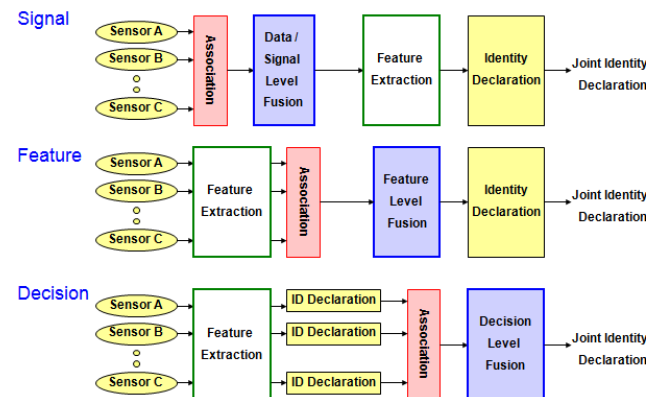 Signal
Sensor A
Sensor B
Sensor C
Association
Data /
Signal
Level
Fusion
Feature
Extraction
Identity
Declaration
Joint Identity
Declaration
Feature
Sensor A
Sensor B
Sensor C
Feature
Extraction
Association
Feature
Level
Fusion
Identity
Declaration
Joint Identity
Declaration
Decision
Sensor A
Sensor B
Sensor C
Feature
Extraction
ID Declaration
ID Declaration
ID Declaration
Association
Decision
Level
Fusion
Joint Identity
Declaration